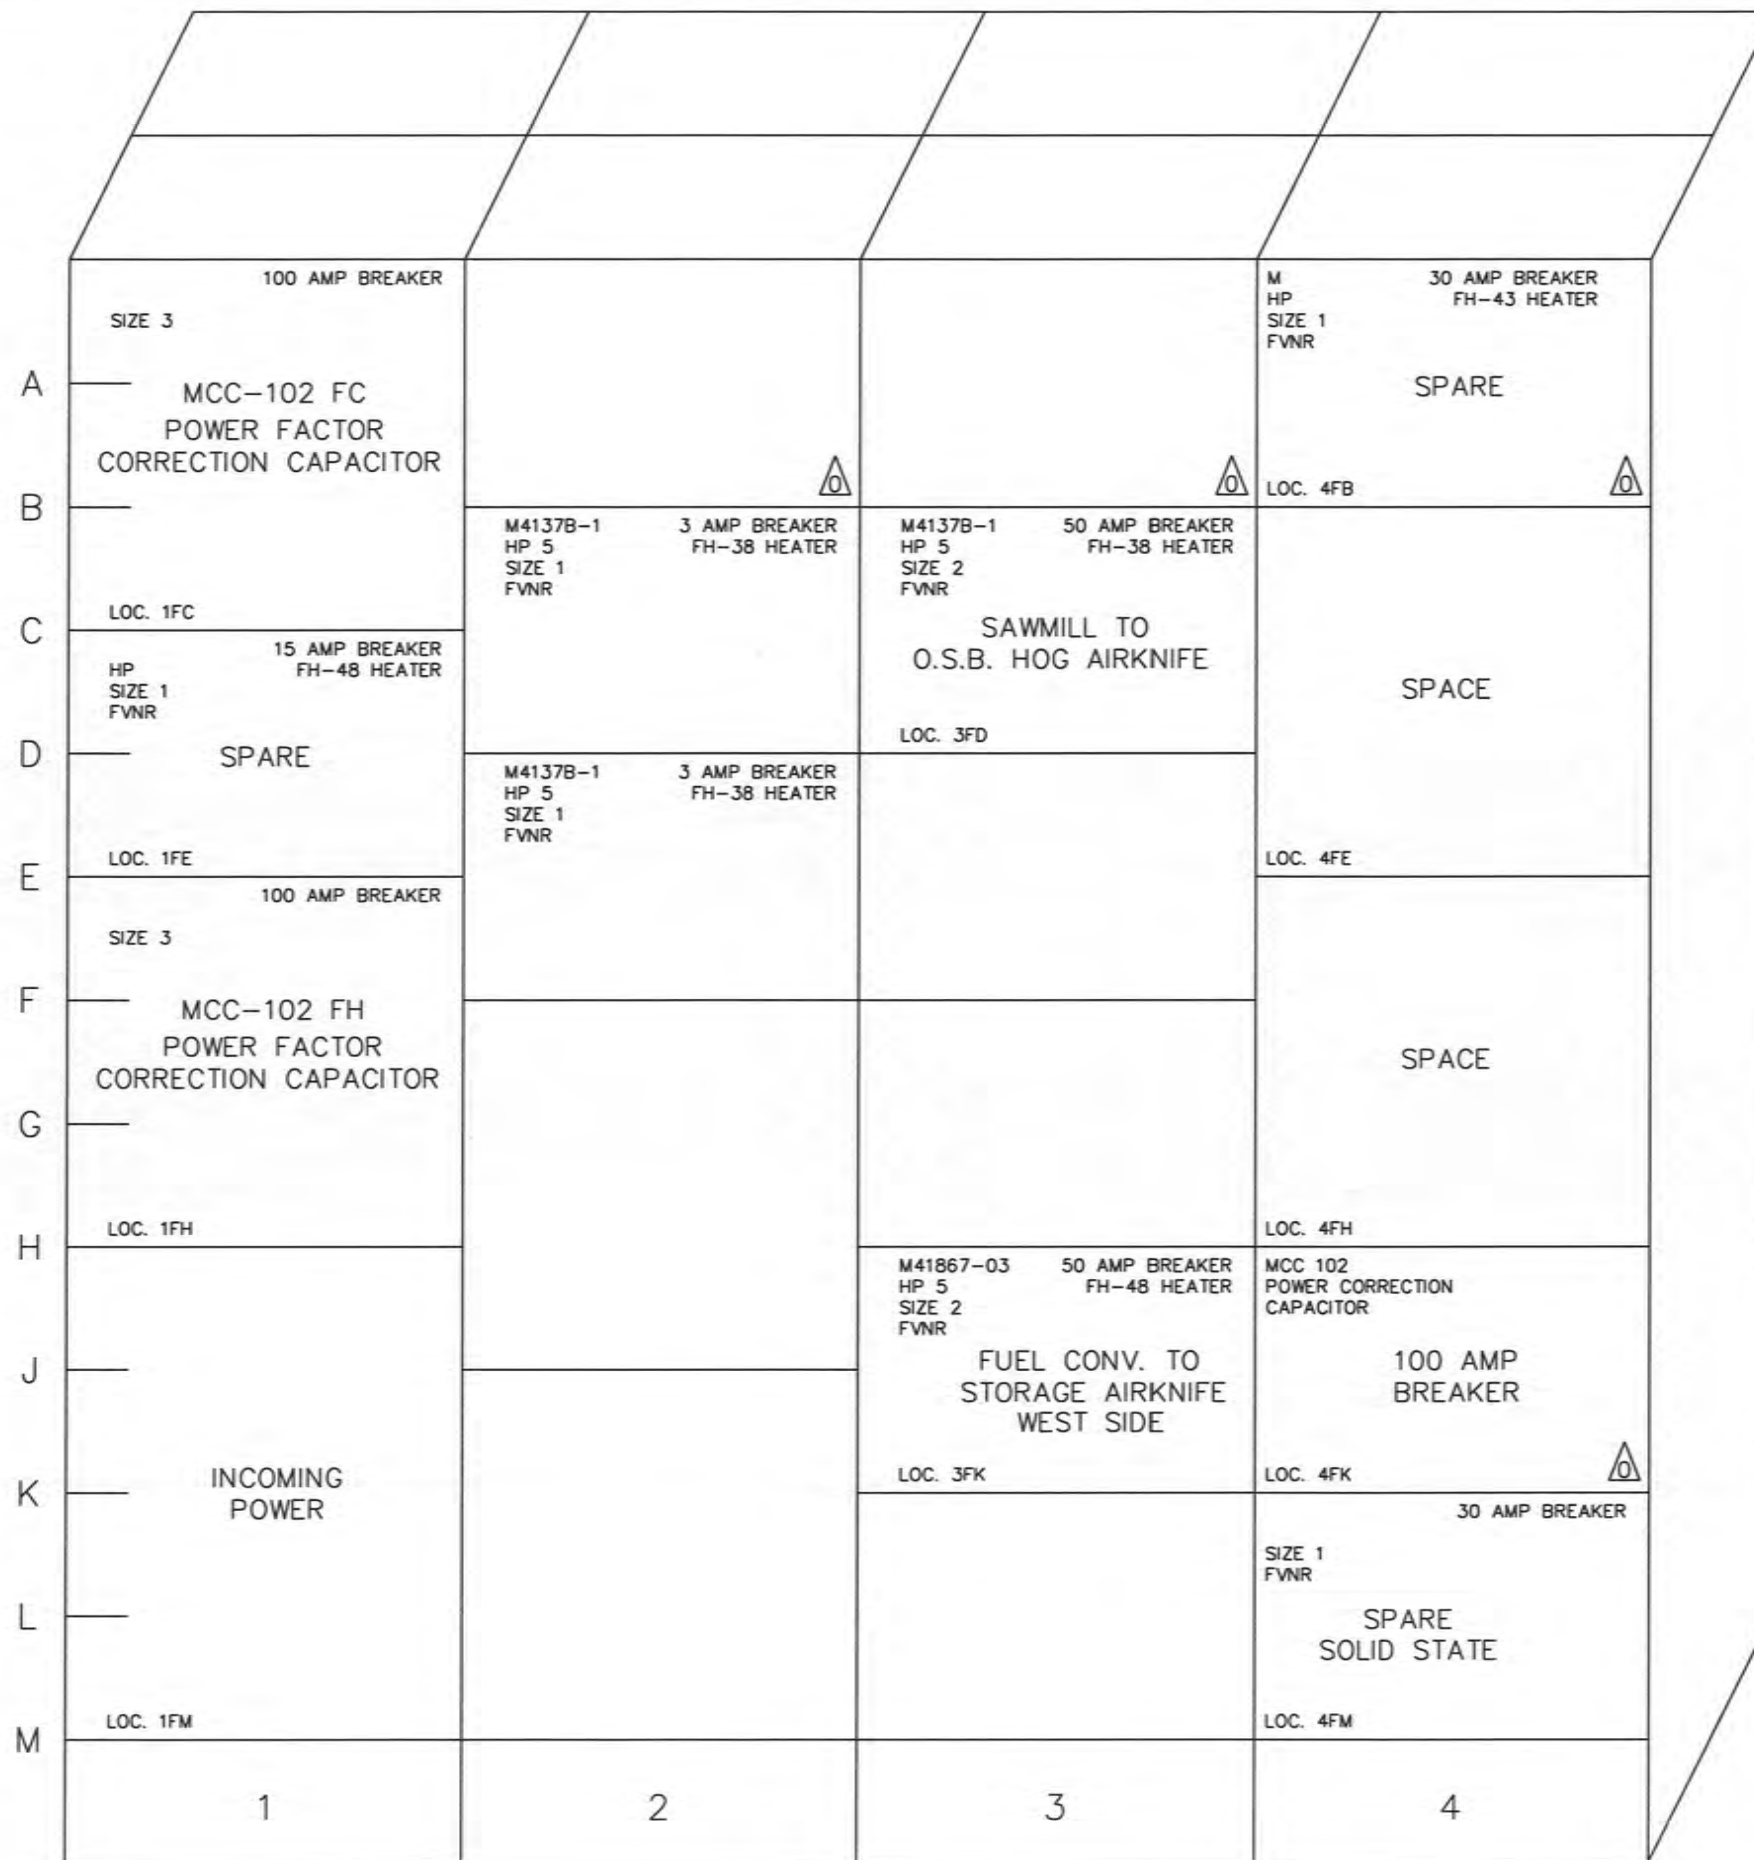 100 AMP BREAKER
SIZE 3
MCC-102 FC
POWER FACTOR
CORRECTION CAPACITOR
LOC. 1FC
15 AMP BREAKER
HP FH-48 HEATER
SIZE 1
FVNR
SPARE
LOC. 1FE
100 AMP BREAKER
SIZE 3
MCC-102 FH
POWER FACTOR
CORRECTION CAPACITOR
LOC. 1FH
INCOMING
POWER
LOC. 1FM
0
M4137B-1 3 AMP BREAKER
HP 5 FH-38 HEATER
SIZE 1
FVNR
M4137B-1 3 AMP BREAKER
HP 5 FH-38 HEATER
SIZE 1
FVNR
0
M4137B-1 50 AMP BREAKER
HP 5 FH-38 HEATER
SIZE 2
FVNR
SAWMILL TO
O.S.B. HOG AIRKNIFE
LOC. 3FD
M41867-03 50 AMP BREAKER
HP 5 FH-48 HEATER
SIZE 2
FVNR
FUEL CONV. TO
STORAGE AIRKNIFE
WEST SIDE
LOC. 3FK
M 30 AMP BREAKER
HP FH-43 HEATER
SIZE 1
FVNR
SPARE
LOC. 4FB 0
SPACE
LOC. 4FE
SPACE
LOC. 4FH
MCC 102
POWER CORRECTION
CAPACITOR
100 AMP
BREAKER
LOC. 4FK 0
30 AMP BREAKER
SIZE 1
FVNR
SPARE
SOLID STATE
LOC. 4FM
A
B
C
D
E
F
G
H
J
K
L
M
1 2 3 4